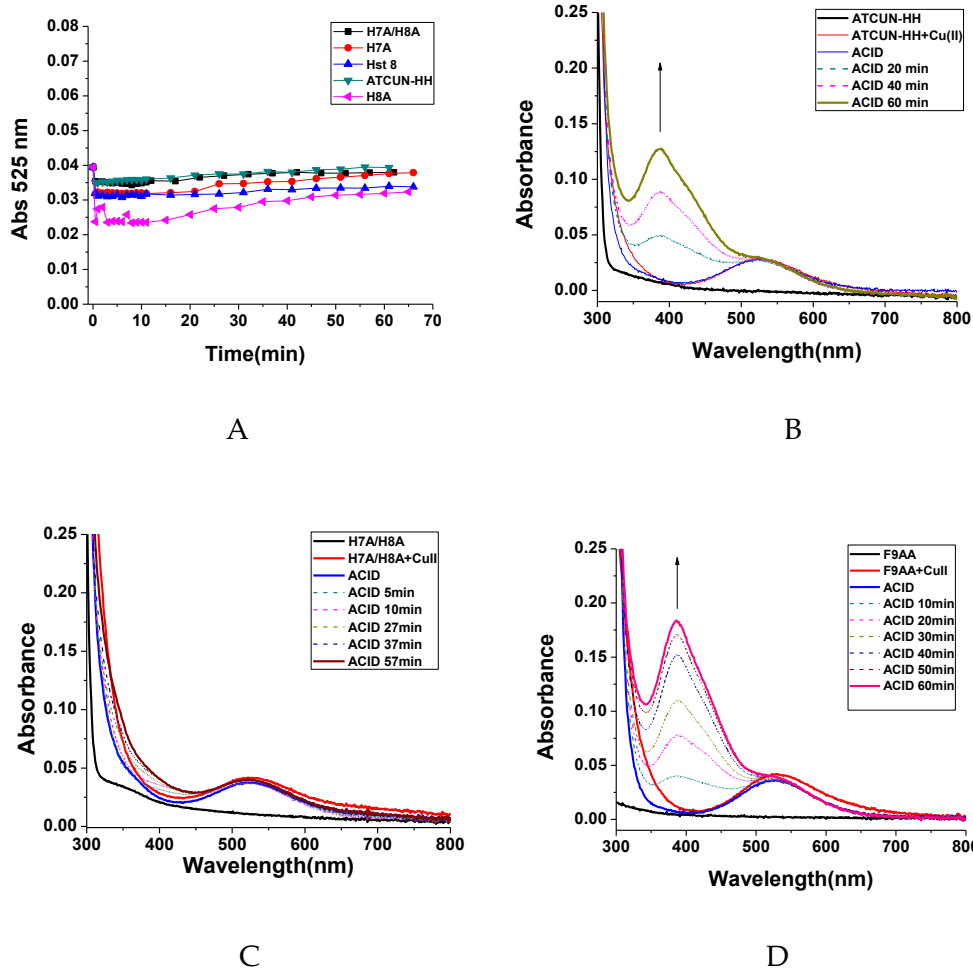 0.08
0.07
0.06
0.05
0.04
0.03
0.02
0.01
0.00
Abs 525 nm
H7A/H8A
H7A
Hst 8
ATCUN-HH
H8A
0 10 20 30 40 50 60 70
Time(min)
A
0.25
0.20
0.15
0.10
0.05
0.00
Absorbance
ATCUN-HH
ATCUN-HH+Cu(II)
ACID
ACID 20 min
ACID 40 min
ACID 60 min
300 400 500 600 700 800
Wavelength(nm)
B
0.25
0.20
0.15
0.10
0.05
0.00
Absorbance
H7A/H8A
H7A/H8A+CuII
ACID
ACID 5min
ACID 10min
ACID 27min
ACID 37min
ACID 57min
300 400 500 600 700 800
Wavelength(nm)
C
0.25
0.20
0.15
0.10
0.05
0.00
Absorbance
F9AA
F9AA+CuII
ACID
ACID 10min
ACID 20min
ACID 30min
ACID 40min
ACID 50min
ACID 60min
300 400 500 600 700 800
Wavelength(nm)
D